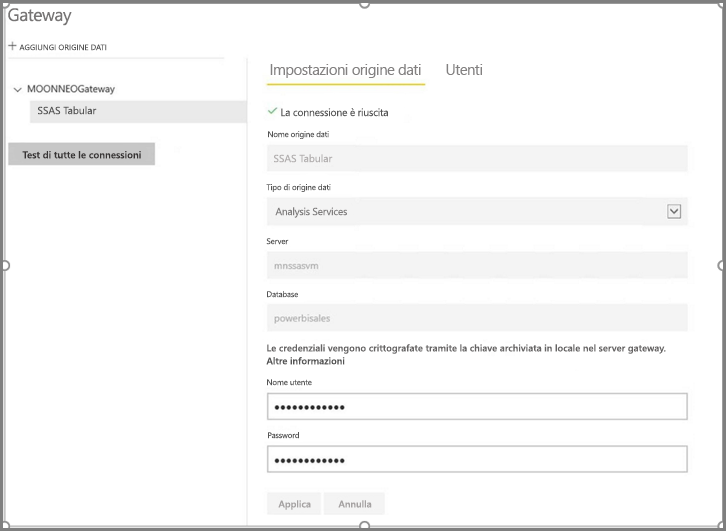 Gateway
+ AGGIUNGI ORIGINE DATI
MOONNEOGateway
SSAS Tabular
Test di tutte le connessioni
Impostazioni origine dati
Utenti
La connessione è riuscita
Nome origine dati
SSAS Tabular
Tipo di origine dati
Analysis Services
Server
mnssasvm
Database
powerbisales
Le credenziali vengono crittografate tramite la chiave archiviata in locale nel server gateway.
Altre informazioni
Nome utente
••••••••••••
Password
••••••••••••
Applica
Annulla